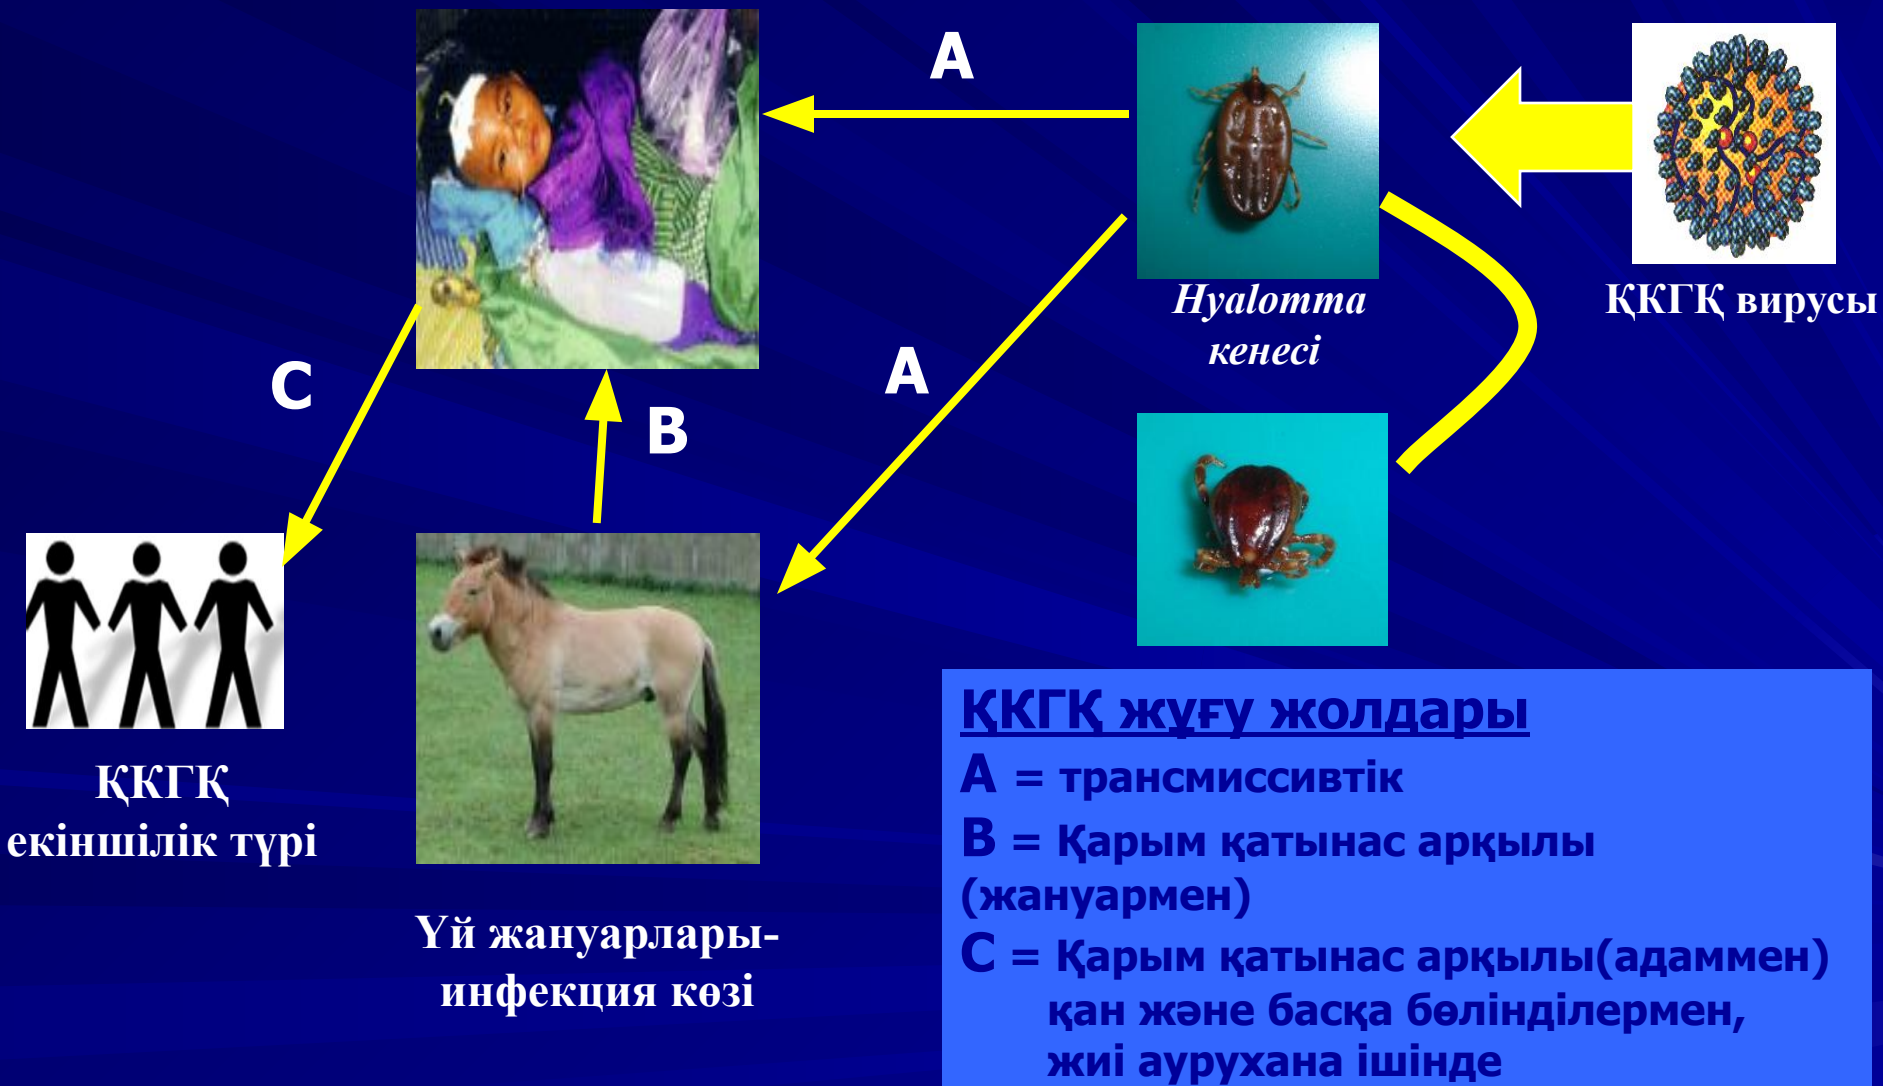 A
Hyalomma
кенесі
ҚКГҚ вирусы
C
B
A
ҚКГҚ
екіншілік түрі
Үй жануарлары-
инфекция көзі
ҚКГҚ жұғу жолдары
A = трансмиссивтік
B = Қарым қатынас арқылы
(жануармен)
C = Қарым қатынас арқылы(адаммен)
қан және басқа бөлінділермен,
жиі аурухана ішінде